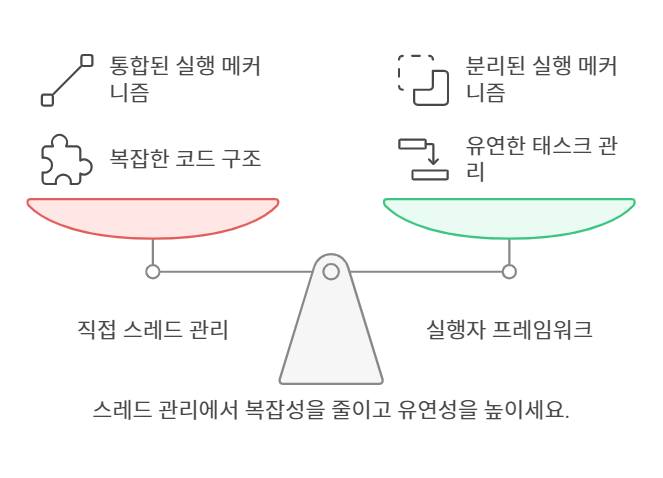 통합된 실행 메커
니즘
복잡한 코드 구조
분리된 실행 메커
니즘
유연한 태스크 관
리
직접 스레드 관리
실행자 프레임워크
스레드 관리에서 복잡성을 줄이고 유연성을 높이세요.